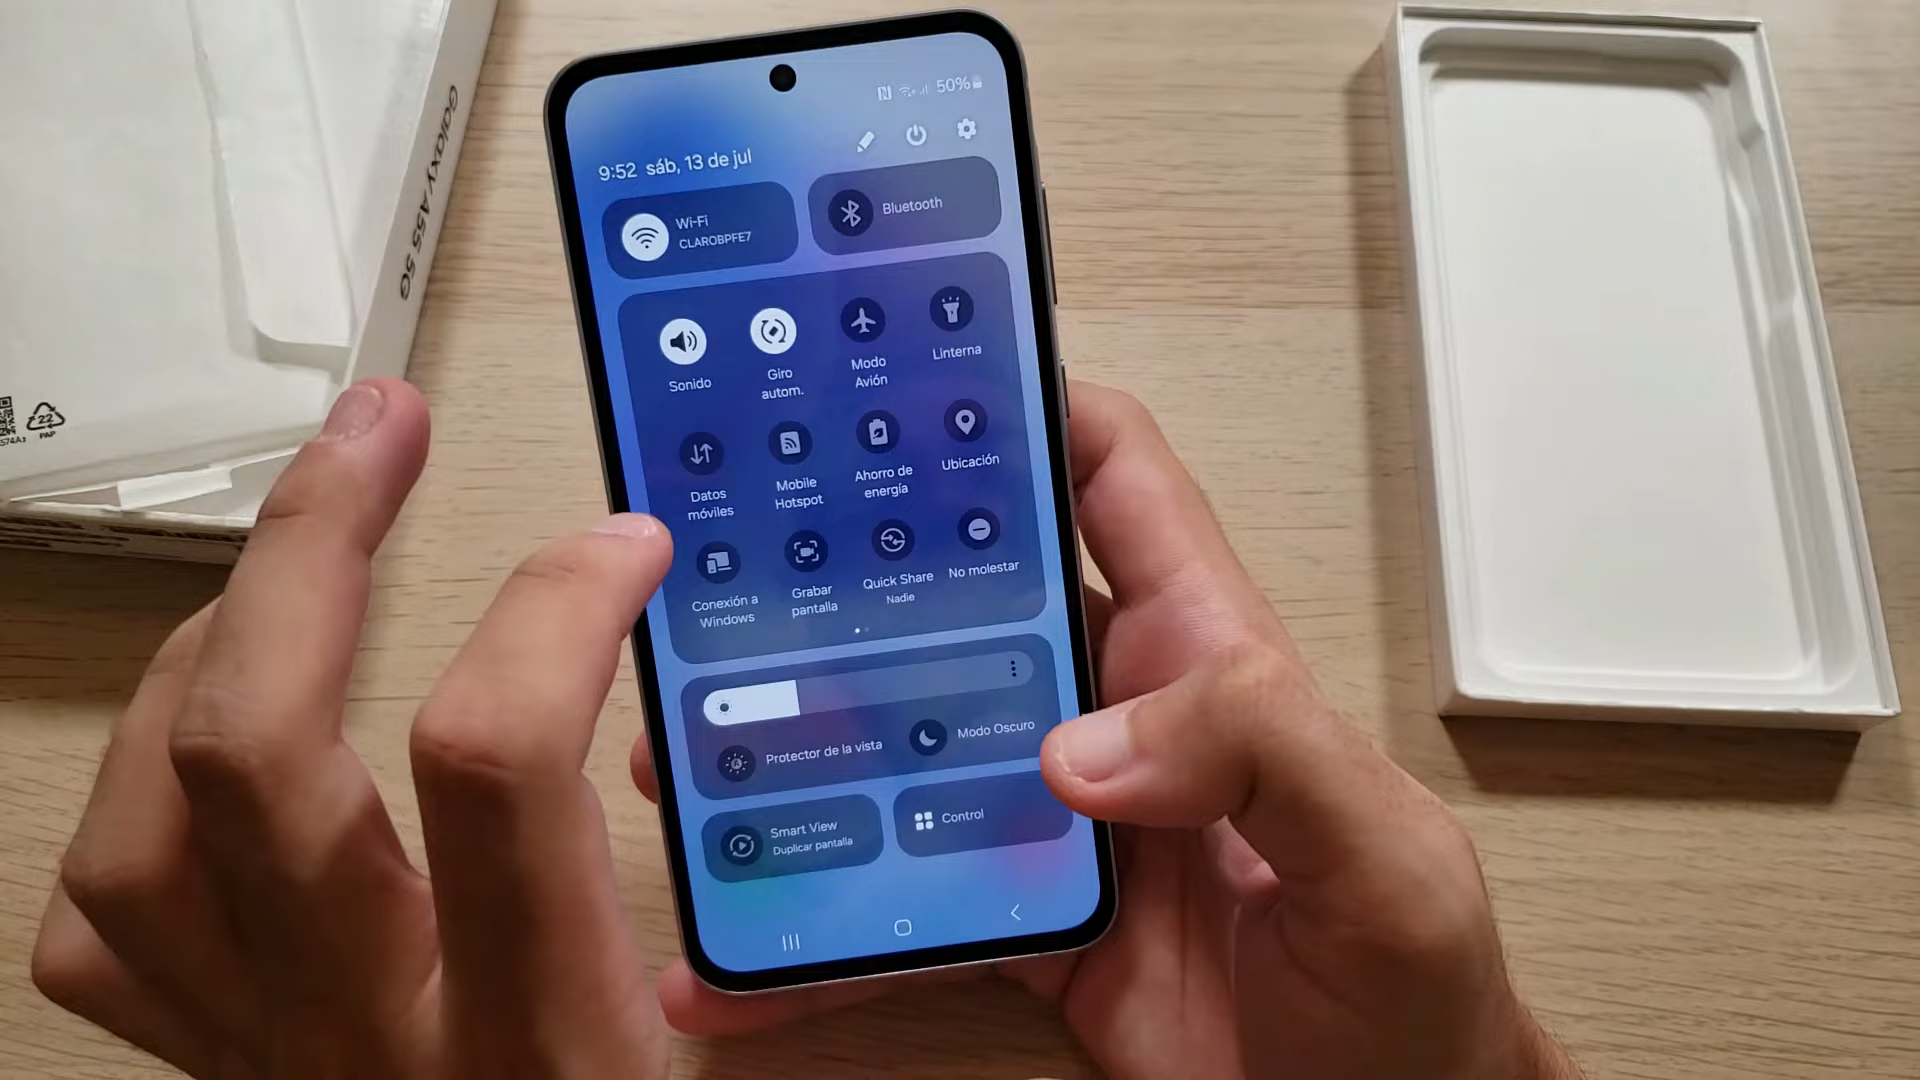 Galaxy A55 5G
22
PAP
50%
9:52 sáb, 13 de jul
Wi-Fi
CLAROBPFE7
Bluetooth
Sonido
Giro
autom.
Modo
Avión
Linterna
Datos
móviles
Mobile
Hotspot
Ahorro de
energía
Ubicación
Conexión a
Windows
Grabar
pantalla
Quick Share
Nadie
No molestar
Protector de la vista
Modo Oscuro
Smart View
Duplicar pantalla
Control